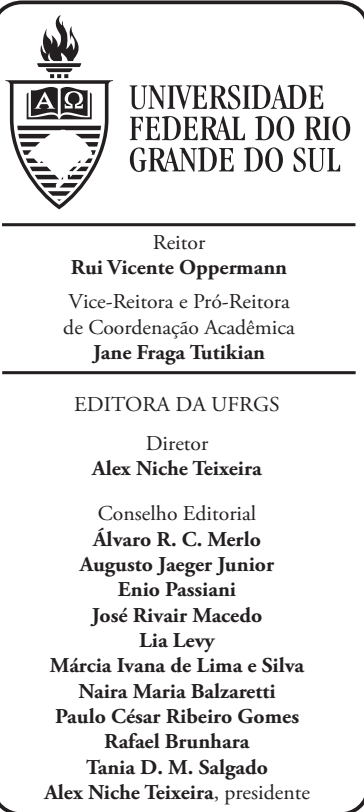 ΑΩ
UNIVERSIDADE
FEDERAL DO RIO
GRANDE DO SUL
Reitor
Rui Vicente Oppermann
Vice-Reitora e Pró-Reitora
de Coordenação Acadêmica
Jane Fraga Tutikian
EDITORA DA UFRGS
Diretor
Alex Niche Teixeira
Conselho Editorial
Álvaro R. C. Merlo
Augusto Jaeger Junior
Enio Passiani
José Rivair Macedo
Lia Levy
Márcia Ivana de Lima e Silva
Naira Maria Balzaretti
Paulo César Ribeiro Gomes
Rafael Brunhara
Tania D. M. Salgado
Alex Niche Teixeira, presidente